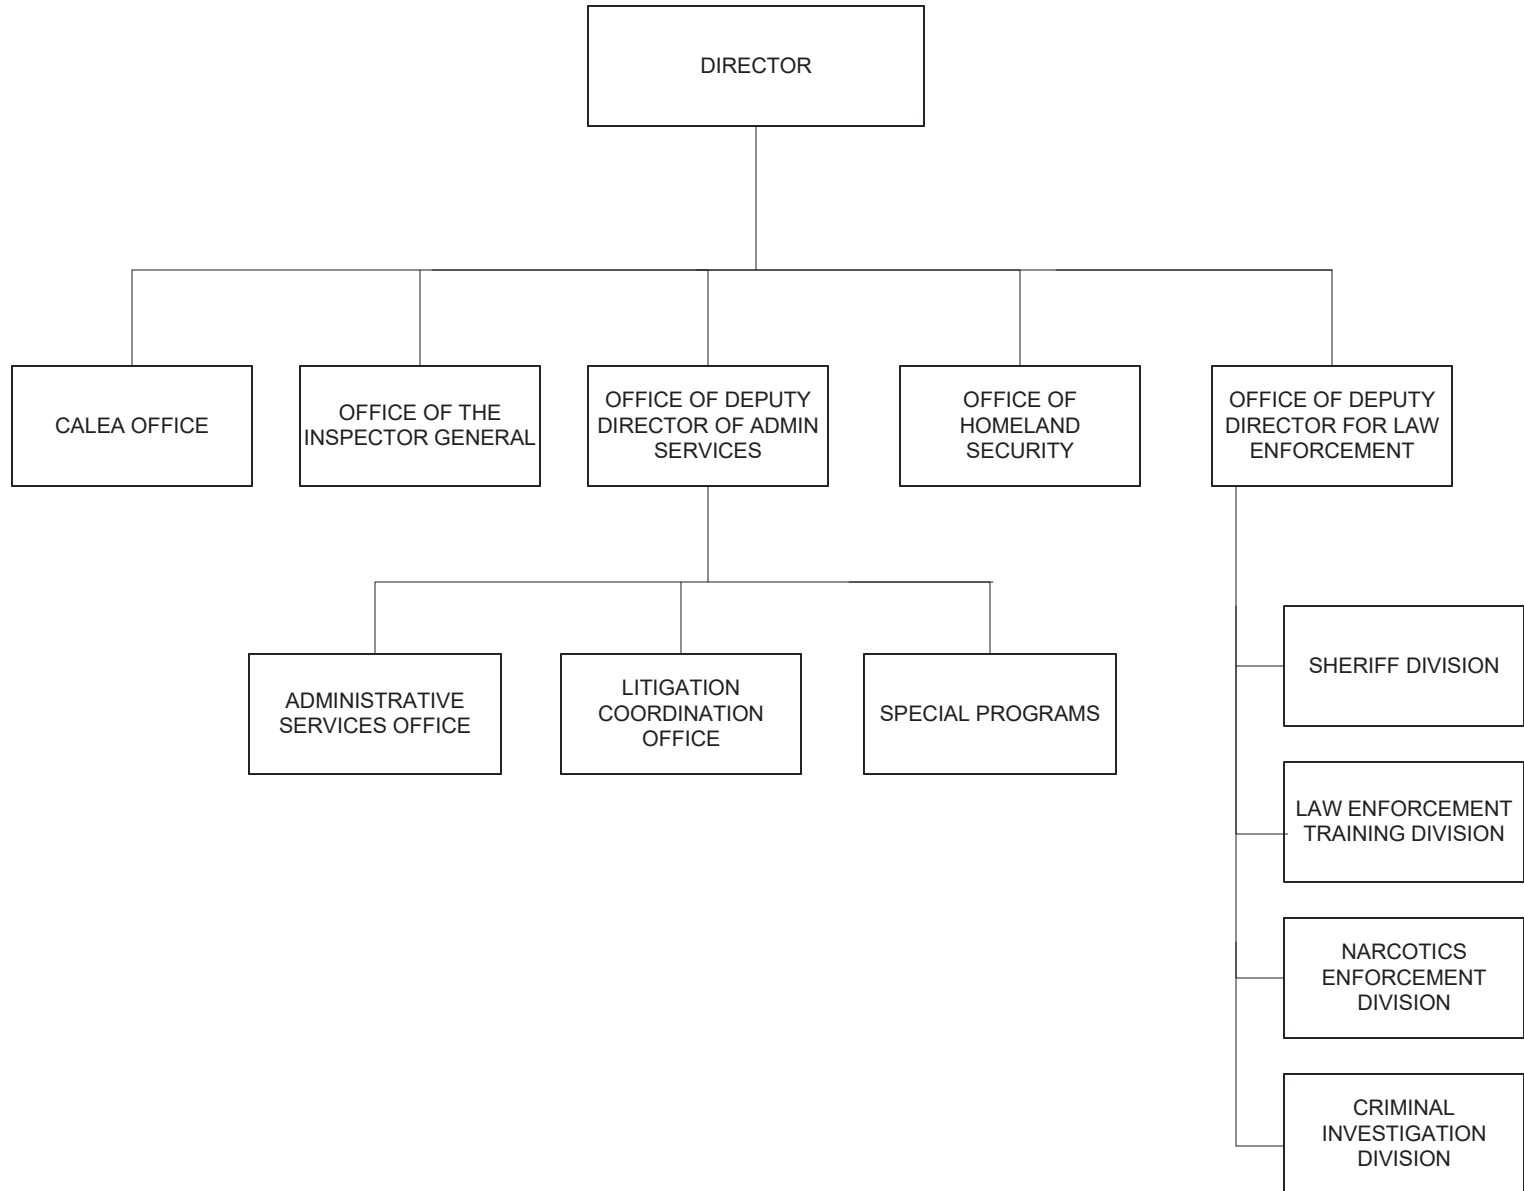 DIRECTOR
CALEA OFFICE
OFFICE OF THE
INSPECTOR GENERAL
OFFICE OF DEPUTY
DIRECTOR OF ADMIN
SERVICES
OFFICE OF
HOMELAND
SECURITY
OFFICE OF DEPUTY
DIRECTOR FOR LAW
ENFORCEMENT
ADMINISTRATIVE
SERVICES OFFICE
LITIGATION
COORDINATION
OFFICE
SPECIAL PROGRAMS
SHERIFF DIVISION
LAW ENFORCEMENT
TRAINING DIVISION
NARCOTICS
ENFORCEMENT
DIVISION
CRIMINAL
INVESTIGATION
DIVISION